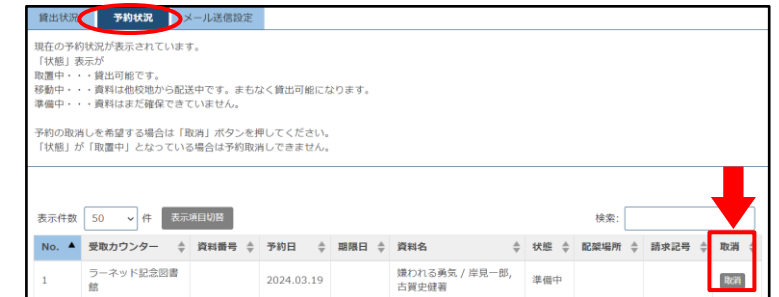 貸出状況 予約状況 メール送信設定
現在の予約状況が表示されています。
「状態」表示が
取置中・・・貸出可能です。
移動中・・・資料は他校地から配送中です。まもなく貸出可能になります。
準備中・・・資料はまだ確保できていません。
予約の取消しを希望する場合は「取消」ボタンを押してください。
「状態」が「取置中」となっている場合は予約取消しできません。
表示件数 50 件 表示項目切替 検索:
No. 受取カウンター 資料番号 予約日 期限日 資料名 状態 配架場所 請求記号 取消
1 ラーネッド記念図書館 2024.03.19 嫌われる勇気 / 岸見一郎, 古賀史健著 準備中 取消